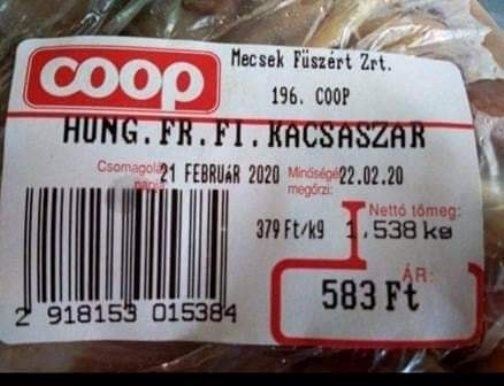 coop
Mecsek Füszért Zrt.
196. COOP
HUNG.FR.FI.KACSASZAR
Csomagolás napja: 21 FEBRUÁR 2020 Minőségét megőrzi: 22.02.20
379 Ft/kg
Nettó tömeg:
1,538 kg
ÁR:
583 Ft
2 918153 015384